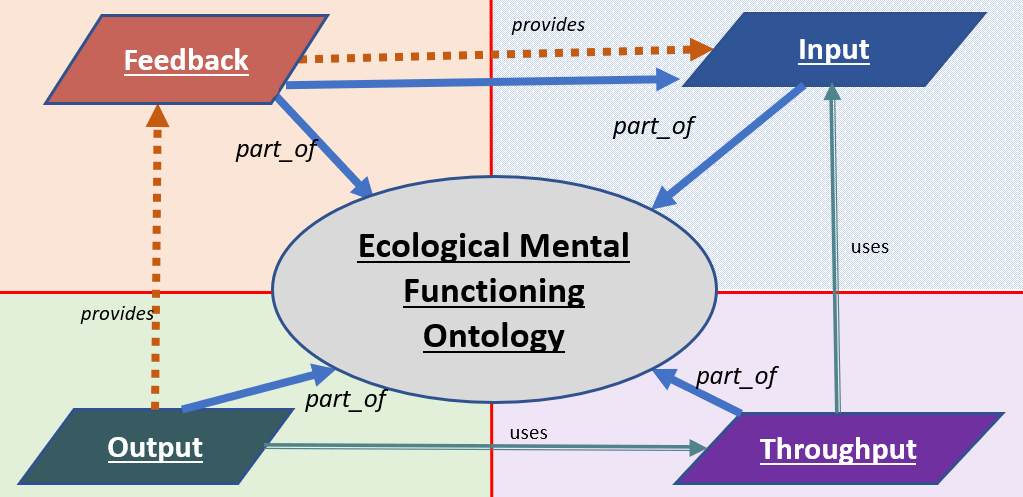 provides
Feedback
Input
part_of
part_of
Ecological Mental
Functioning
Ontology
uses
provides
part_of
part_of
uses
Output
Throughput